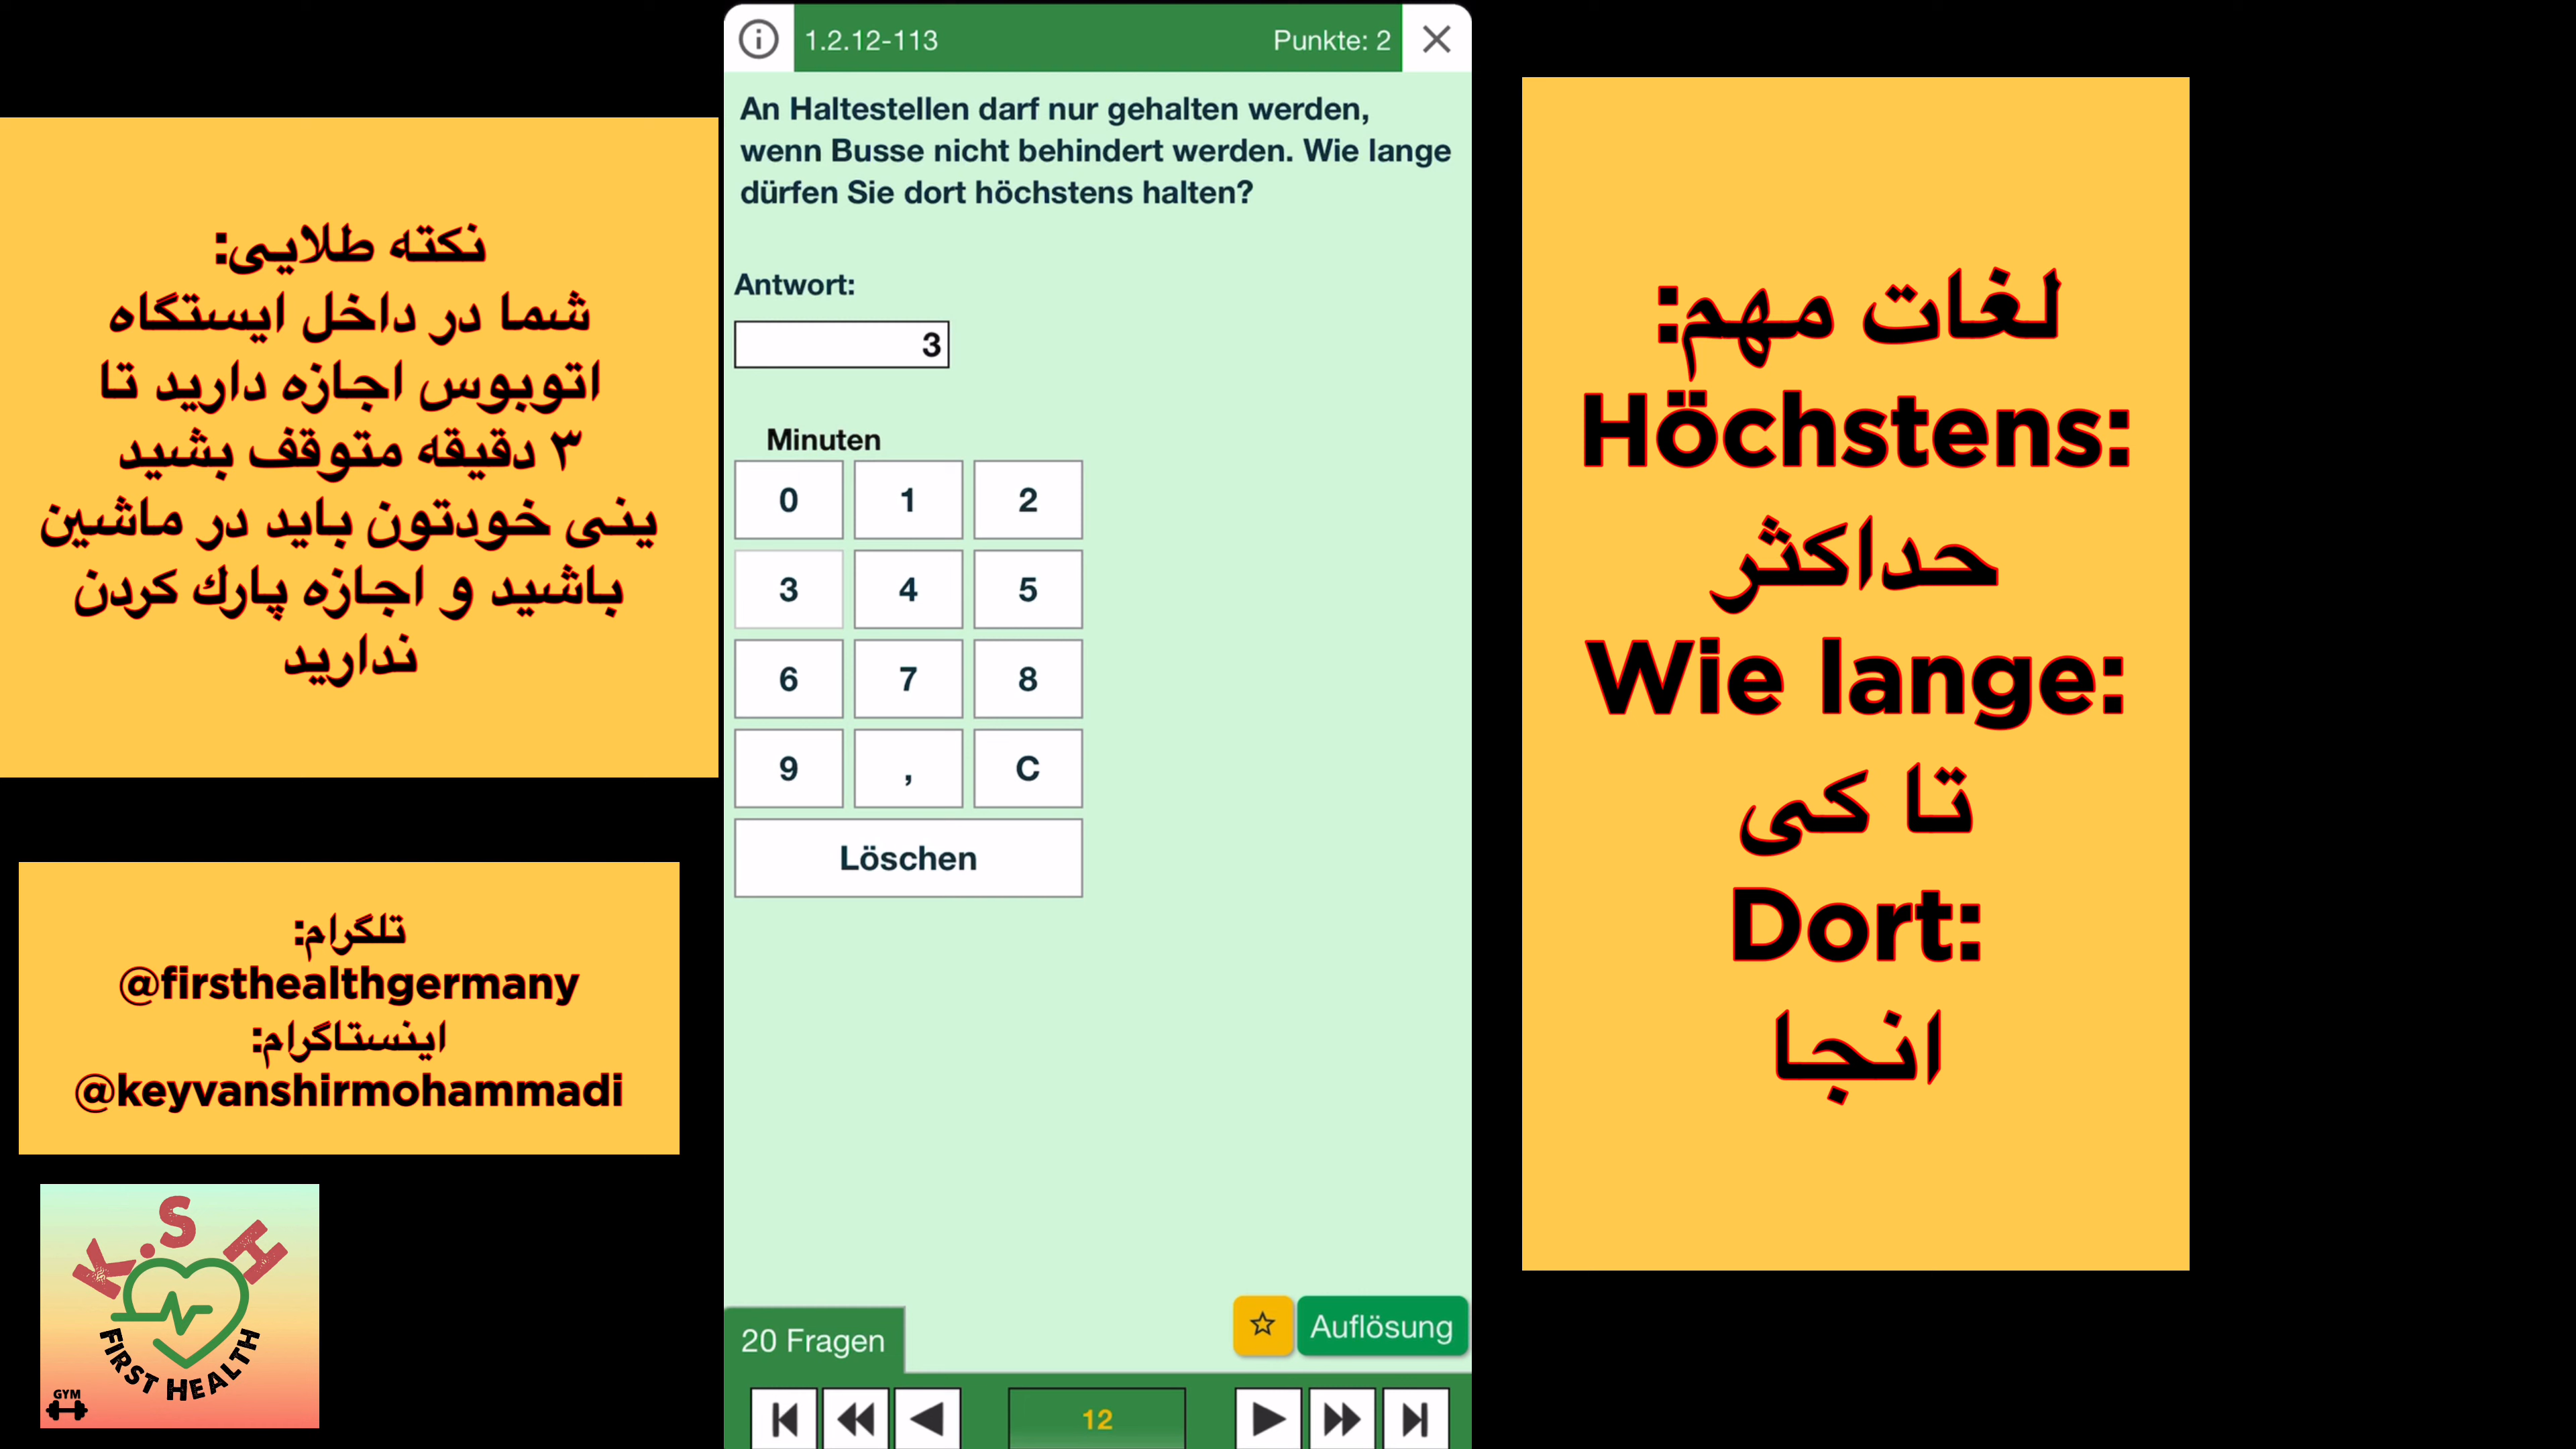 1.2.12-113
Punkte: 2
An Haltestellen darf nur gehalten werden,
wenn Busse nicht behindert werden. Wie lange
dürfen Sie dort höchstens halten?
Antwort:
3
Minuten
0 1 2
3 4 5
6 7 8
9 , C
Löschen
20 Fragen
Auflösung
12
نکته طلایی:
شما در داخل ایستگاه
اتوبوس اجازه دارید تا
۳ دقیقه متوقف بشید
ینی خودتون باید در ماشین
باشید و اجازه پارك کردن
ندارید
تلگرام:
@firsthealthgermany
اینستاگرام:
@keyvanshirmohammadi
K.S.H
FIRST HEALTH
GYM
لغات مهم:
Höchstens:
حداکثر
Wie lange:
تا کی
Dort:
انجا